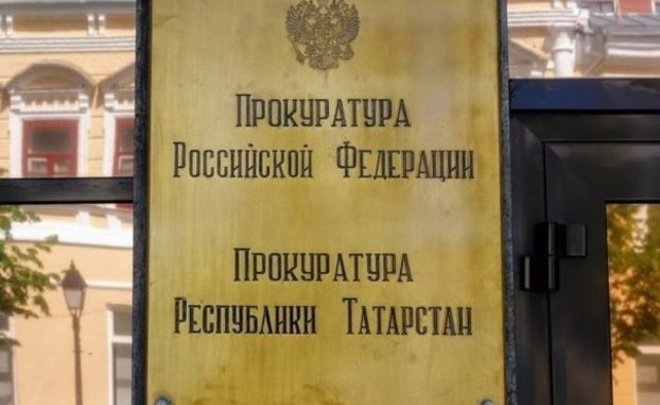 Прокуратура
Российской Федерации
Прокуратура
Республики Татарстан